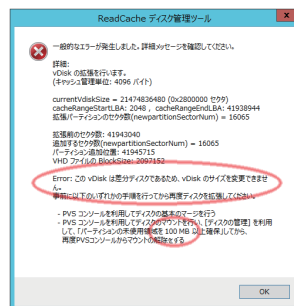 ReadCache ディスク管理ツール
x
一般的なエラーが発生しました。詳細メッセージを確認してください。
詳細:
vDisk の拡張を行います。
(キャッシュ管理単位: 4096 バイト)
currentVdiskSize = 21474836480 (0x2800000 セクタ)
cacheRangeStartLBA: 2048 , cacheRangeEndLBA: 41938944
拡張パーティションのセクタ数(newpartitionSectorNum) = 16065
拡張前のセクタ数: 41943040
追加するセクタ数(newpartitionSectorNum) = 16065
パーティション追加位置: 41945715
VHD ファイルの BlockSize: 2097152
Error: この vDisk は差分ディスクであるため、vDisk のサイズを変更できませ
ん。
事前に以下のいずれかの手順を行ってから再度ディスクを拡張してください。
- PVS コンソールを利用してディスクの基本のマージを行う
- PVS コンソールを利用してディスクのマウントを行い、[ディスクの管理] を利用
して、「パーティションの未使用領域を 100 MB 以上確保」してから、
再度PVSコンソールからマウントの解除をする
OK